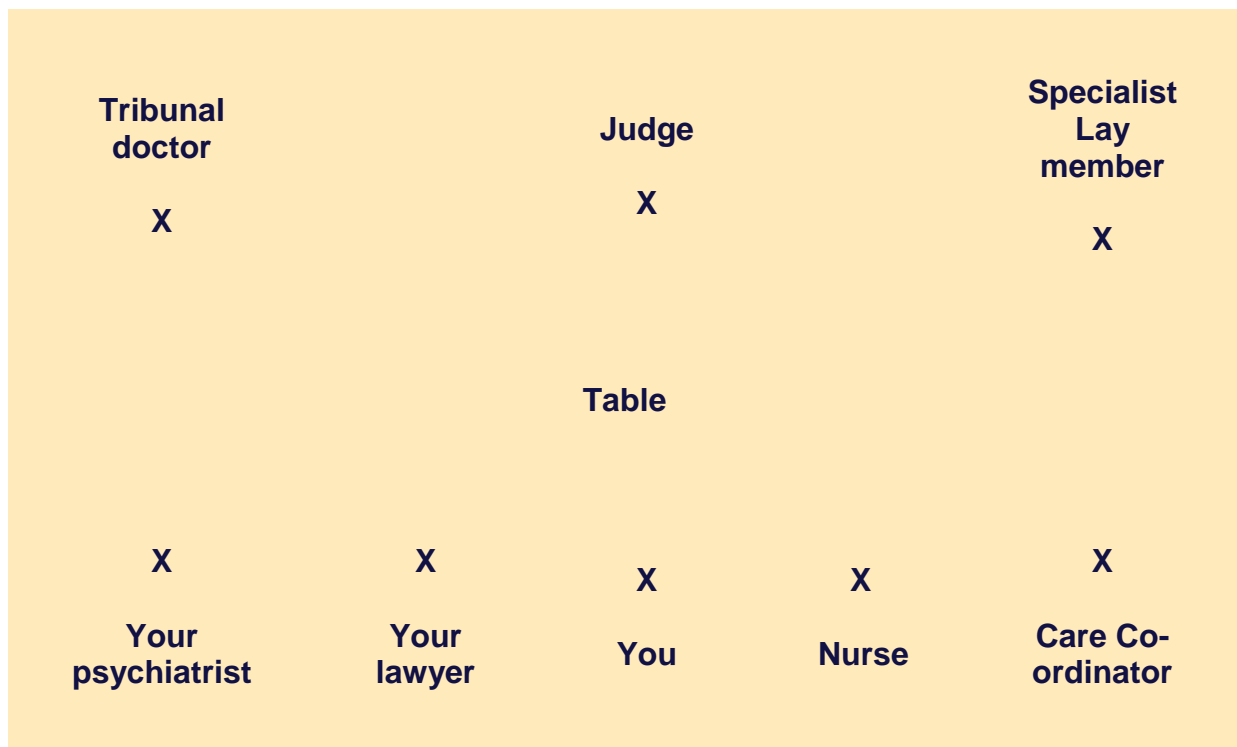 Tribunal
doctor
X
Judge
X
Specialist
Lay
member
X
Table
X
Your
psychiatrist
X
Your
lawyer
X
You
X
Nurse
X
Care Co-
ordinator